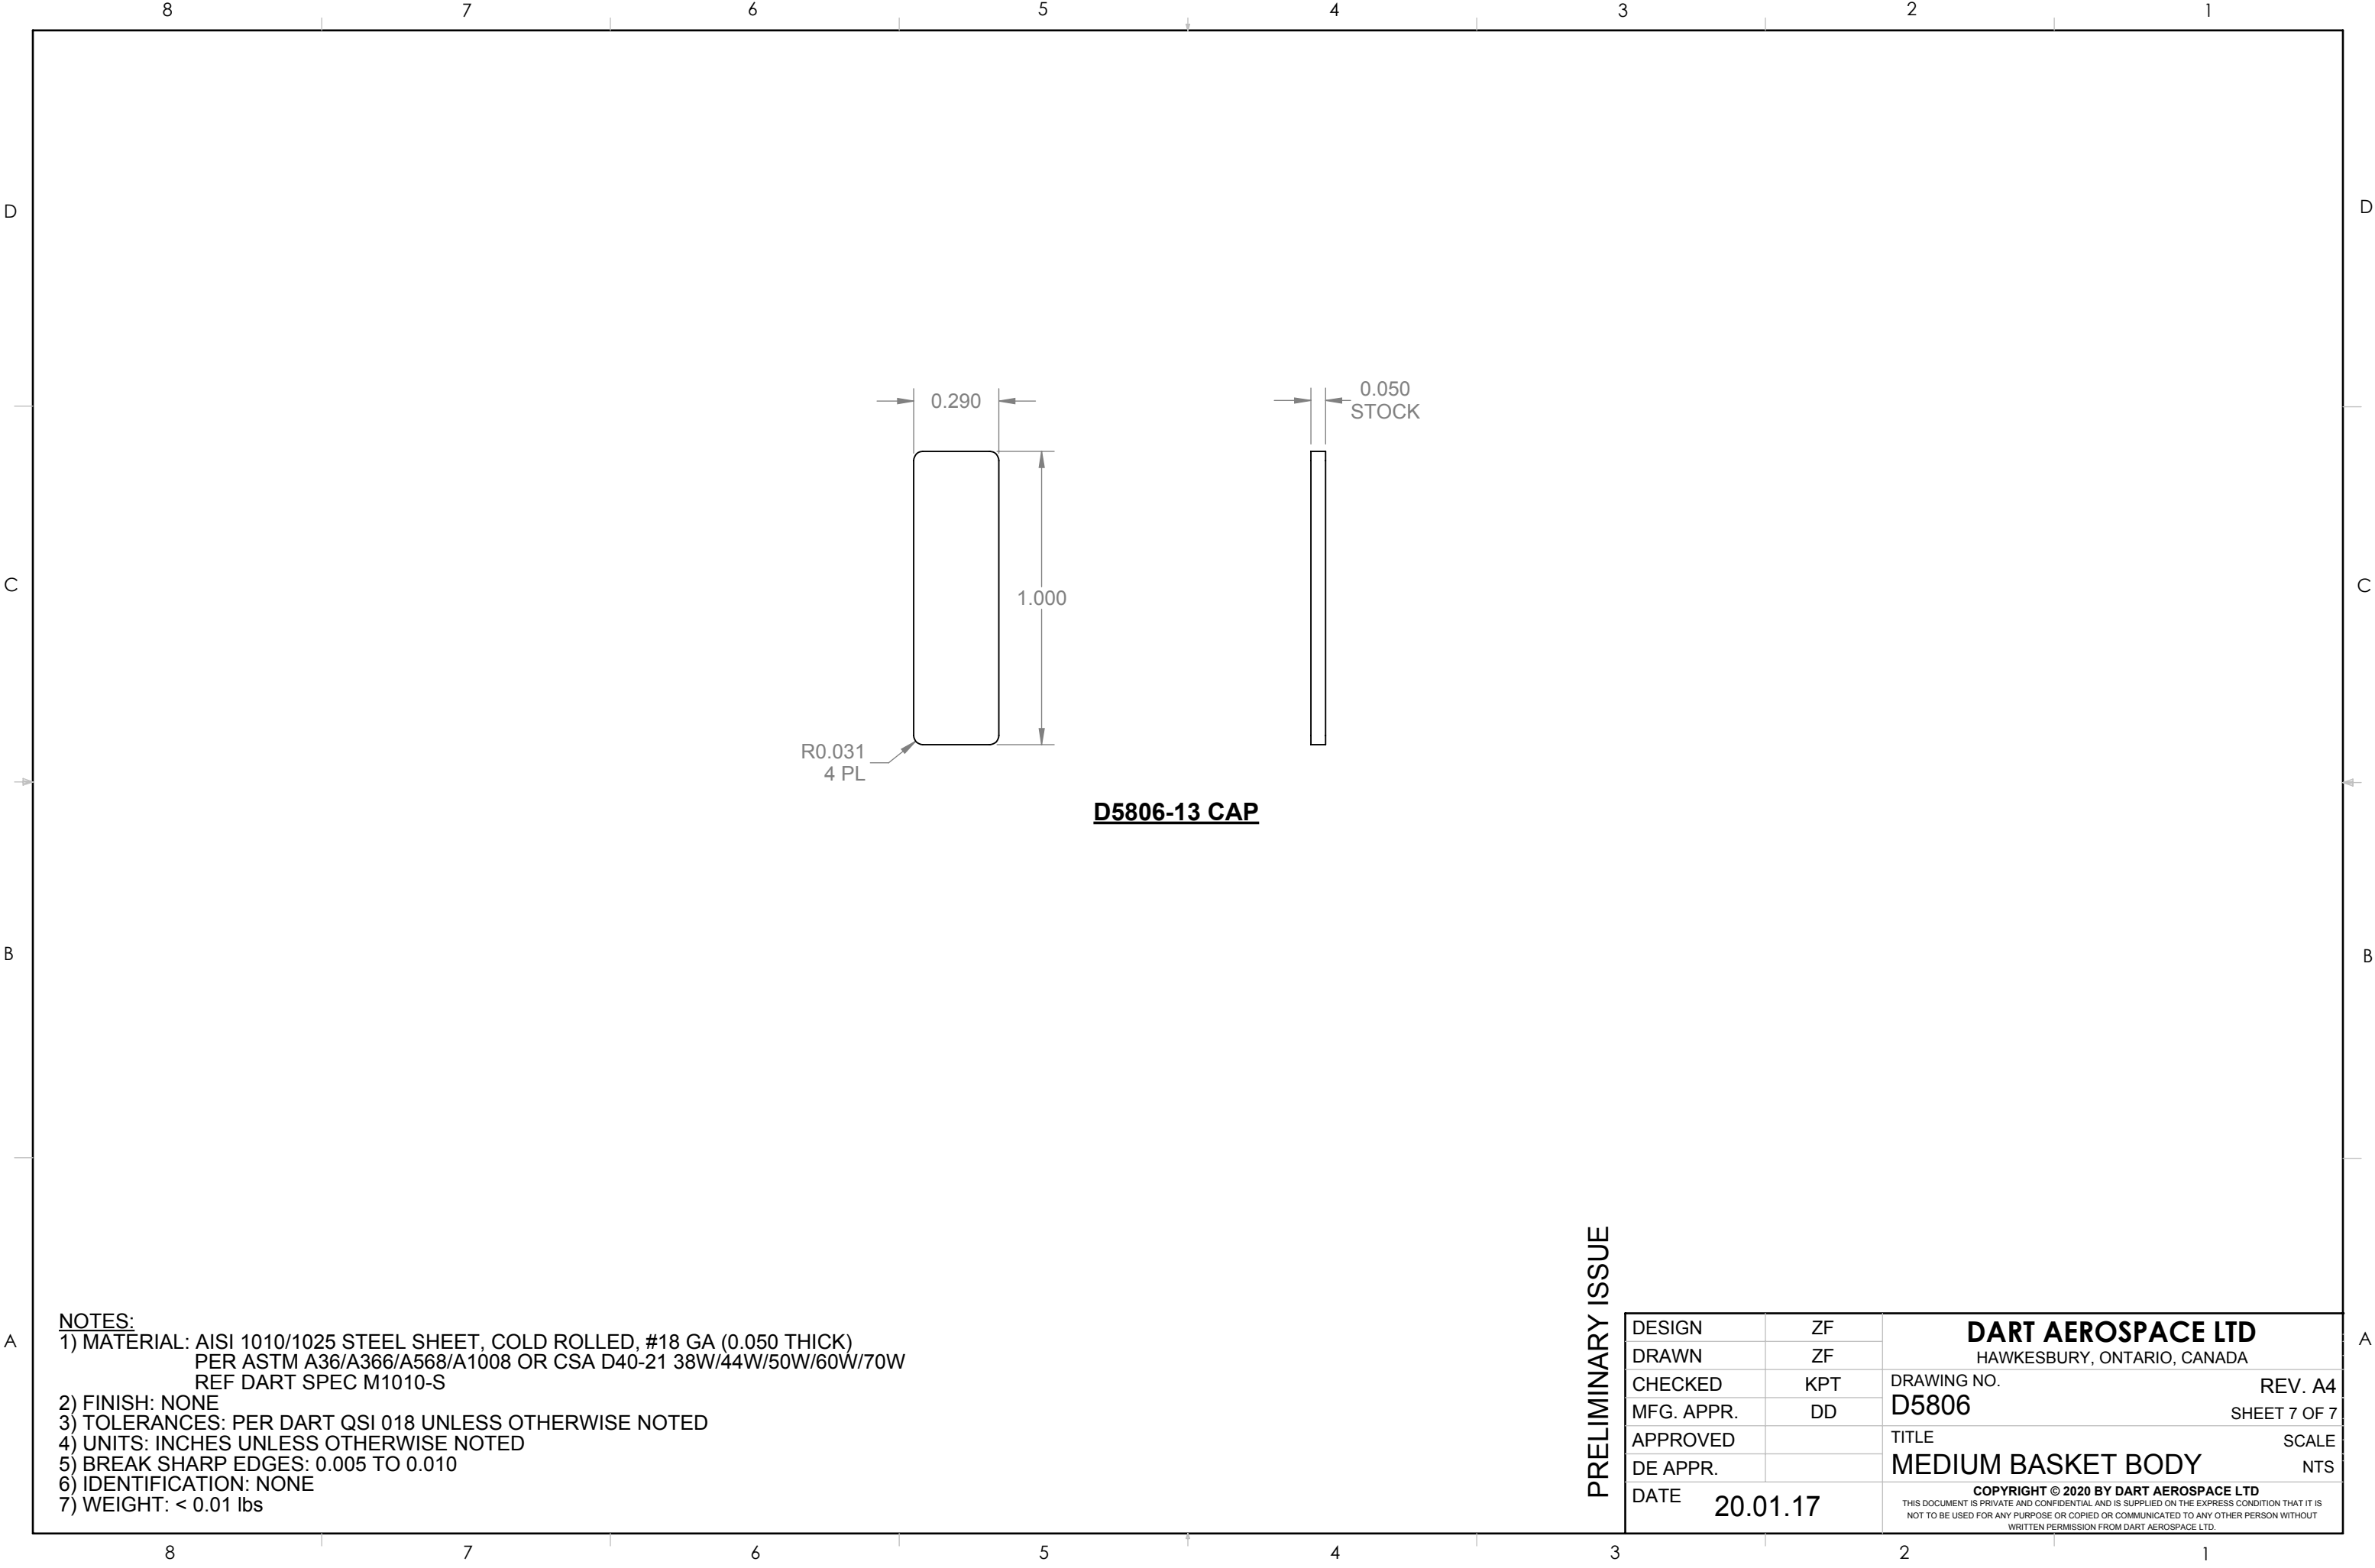 8 7 6 5 4 3 2 1
D D
0.290
0.050
STOCK
C C
1.000
R0.031
4 PL
D5806-13 CAP
B B
PRELIMINARY ISSUE
A A
NOTES:
1) MATERIAL: AISI 1010/1025 STEEL SHEET, COLD ROLLED, #18 GA (0.050 THICK)
PER ASTM A36/A366/A568/A1008 OR CSA D40-21 38W/44W/50W/60W/70W
REF DART SPEC M1010-S
2) FINISH: NONE
3) TOLERANCES: PER DART QSI 018 UNLESS OTHERWISE NOTED
4) UNITS: INCHES UNLESS OTHERWISE NOTED
5) BREAK SHARP EDGES: 0.005 TO 0.010
6) IDENTIFICATION: NONE
7) WEIGHT: < 0.01 lbs
DESIGN ZF
DRAWN ZF
CHECKED KPT
MFG. APPR. DD
APPROVED
DE APPR.
DATE 20.01.17
DART AEROSPACE LTD
HAWKESBURY, ONTARIO, CANADA
DRAWING NO. REV. A4
D5806 SHEET 7 OF 7
TITLE SCALE
MEDIUM BASKET BODY NTS
COPYRIGHT © 2020 BY DART AEROSPACE LTD
THIS DOCUMENT IS PRIVATE AND CONFIDENTIAL AND IS SUPPLIED ON THE EXPRESS CONDITION THAT IT IS
NOT TO BE USED FOR ANY PURPOSE OR COPIED OR COMMUNICATED TO ANY OTHER PERSON WITHOUT
WRITTEN PERMISSION FROM DART AEROSPACE LTD.
8 7 6 5 4 3 2 1